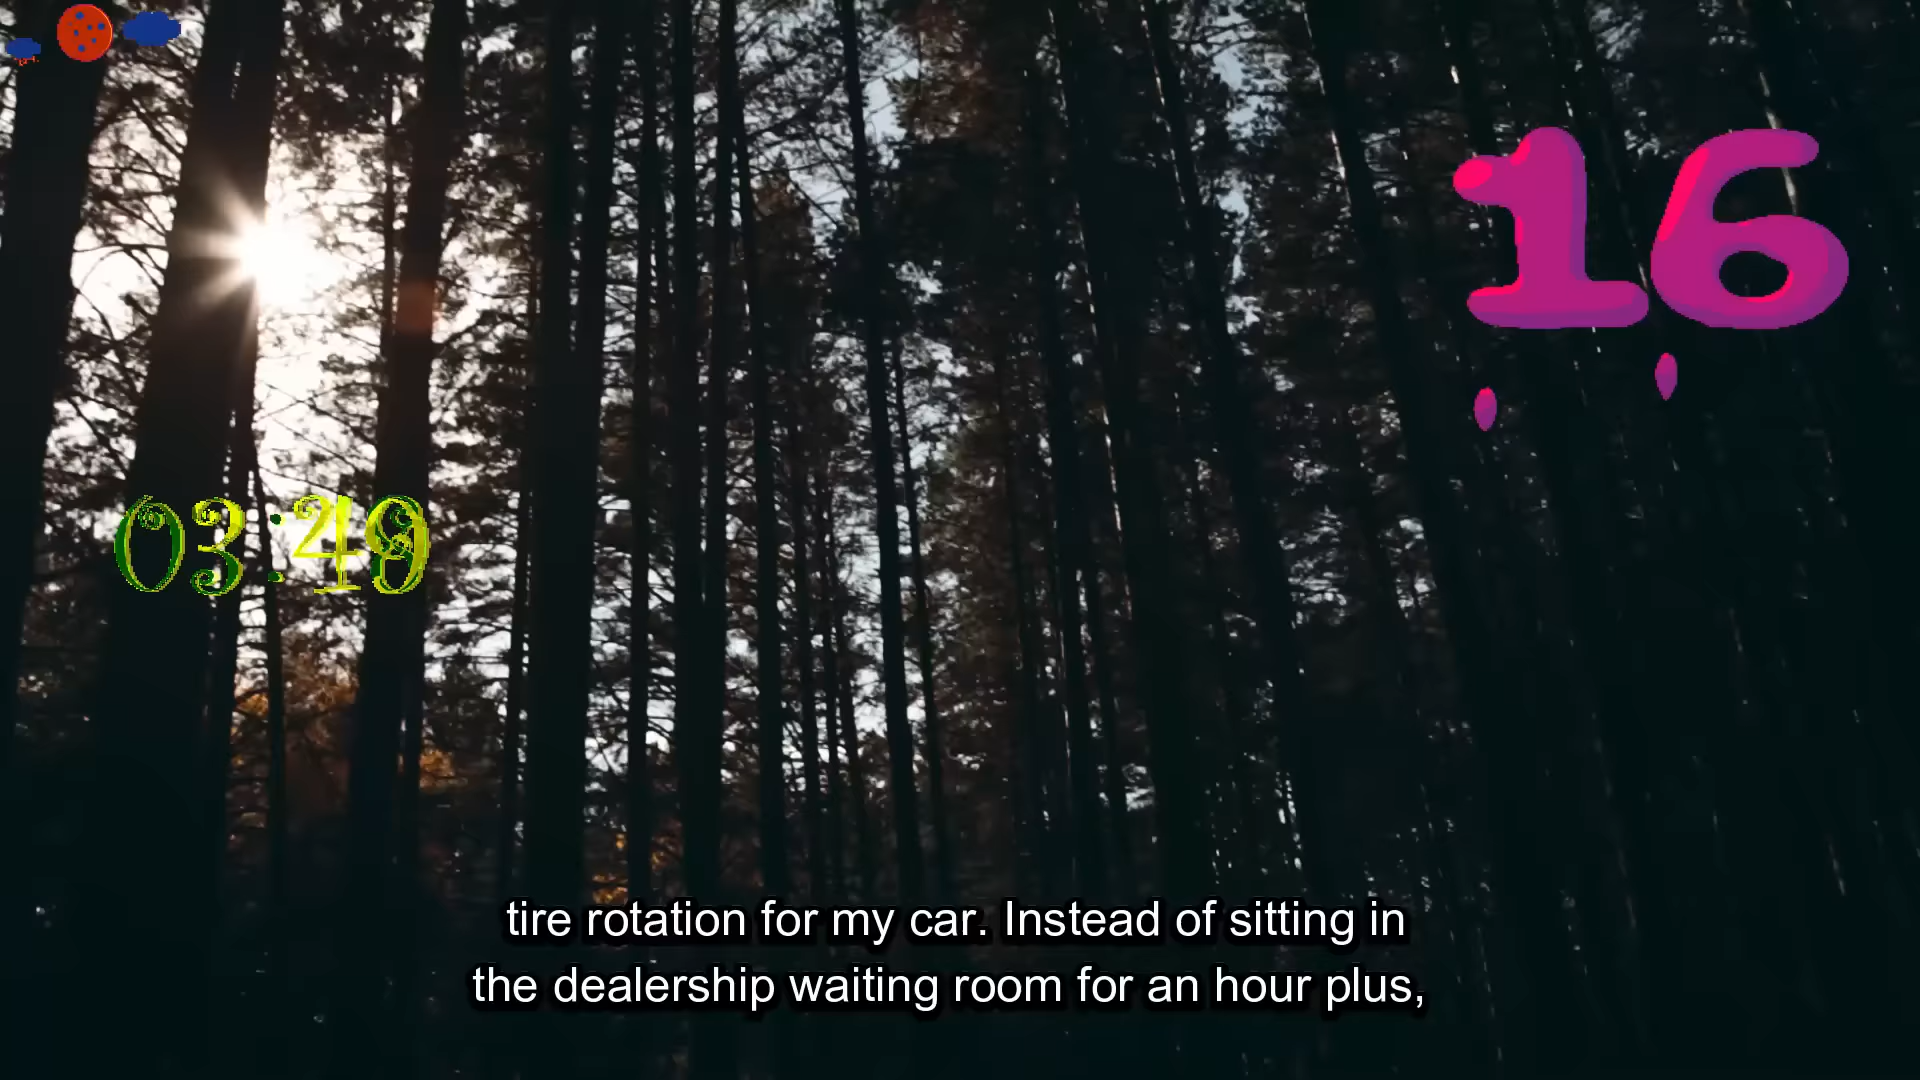 16
03:
tire rotation for my car. Instead of sitting in
the dealership waiting room for an hour plus,